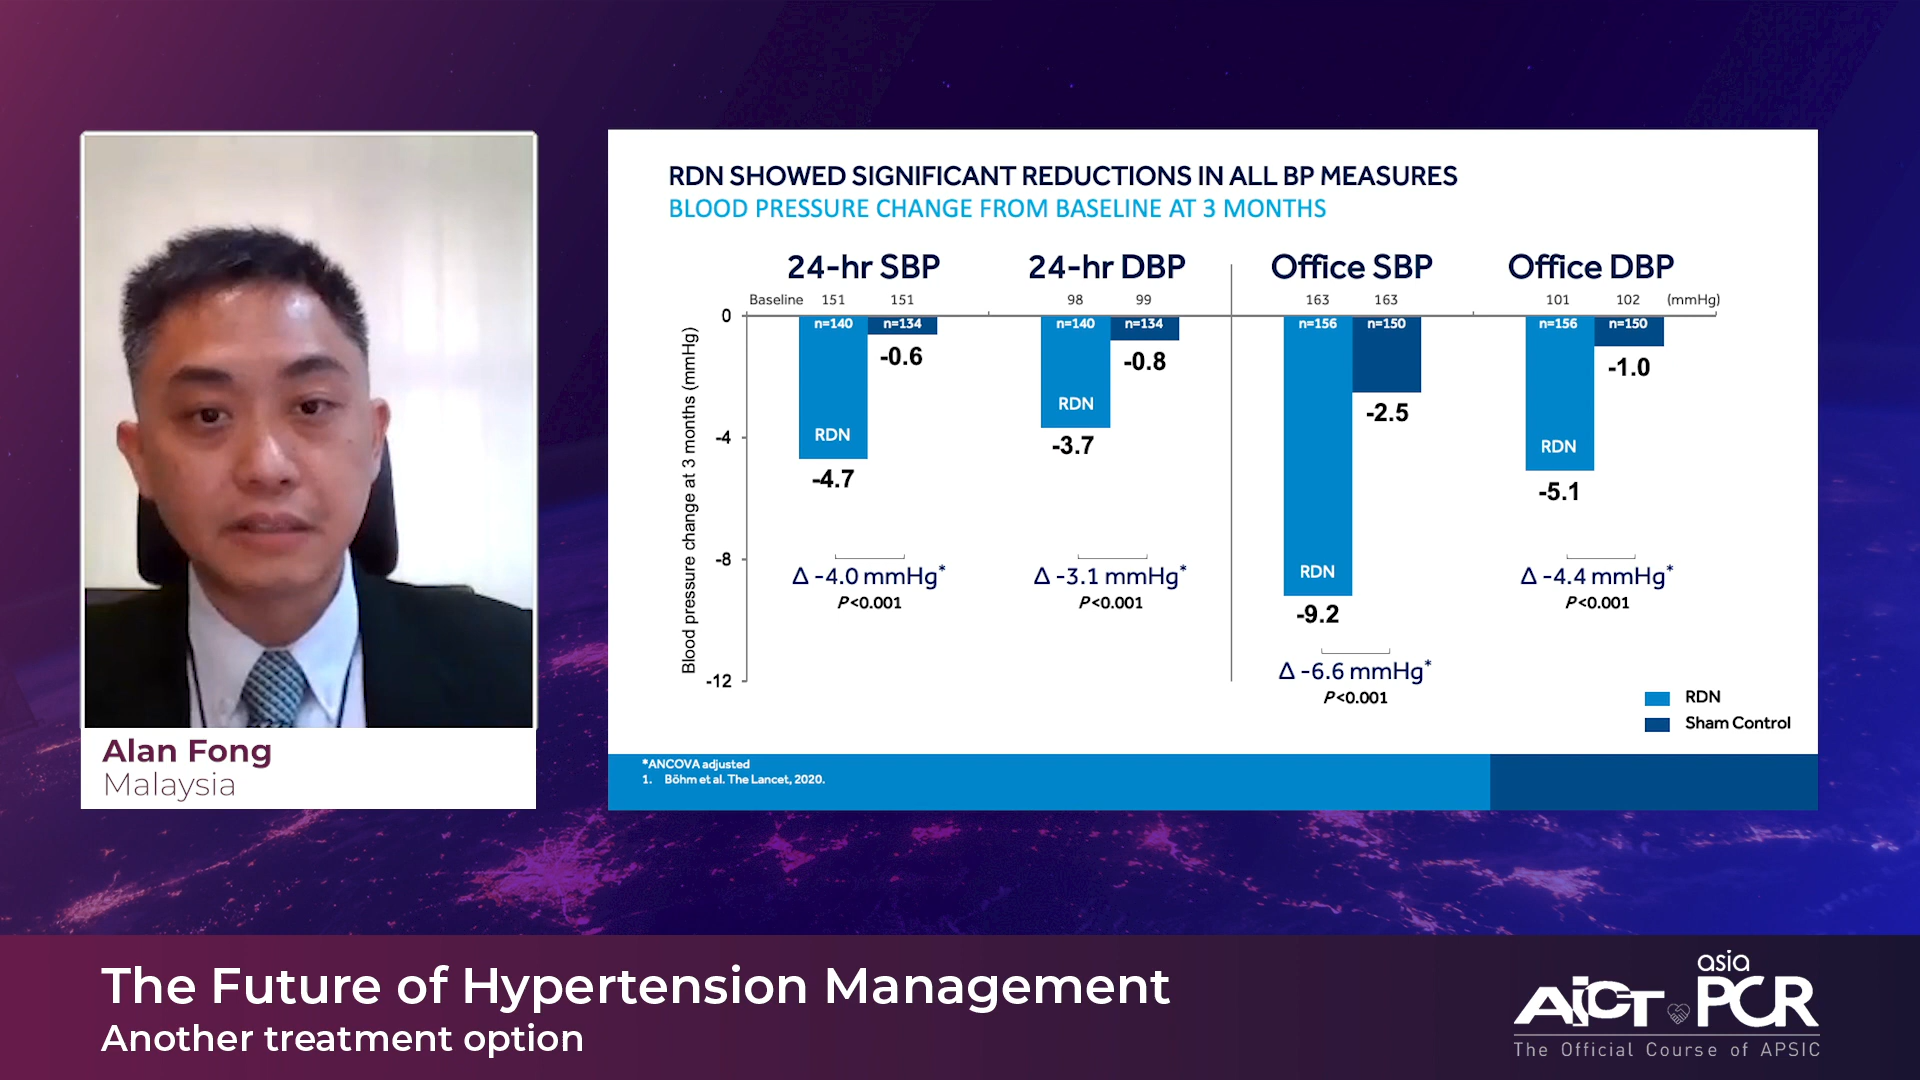 RDN SHOWED SIGNIFICANT REDUCTIONS IN ALL BP MEASURES
BLOOD PRESSURE CHANGE FROM BASELINE AT 3 MONTHS
24-hr SBP 24-hr DBP Office SBP Office DBP
Baseline 151 151 98 99 163 163 101 102 (mmHg)
0 n=140 n=134 n=140 n=134 n=156 n=150 n=156 n=150
-0.6 -0.8 -1.0
-2.5
RDN
-4 RDN RDN
-3.7
-4.7 -5.1
Blood pressure change at 3 months (mmHg)
-8
RDN
Δ -4.0 mmHg* Δ -3.1 mmHg* Δ -4.4 mmHg*
P<0.001 P<0.001 P<0.001
-9.2
Δ -6.6 mmHg*
-12
P<0.001
RDN
Sham Control
*ANCOVA adjusted
1. Böhm et al. The Lancet, 2020.
Alan Fong
Malaysia
The Future of Hypertension Management
Another treatment option
asia
AICT PCR
The Official Course of APSIC